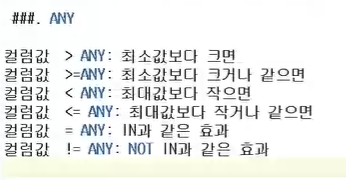 ###. ANY
컬럼값 > ANY: 최소값보다 크면
컬럼값 >=ANY: 최소값보다 크거나 같으면
컬럼값 < ANY: 최대값보다 작으면
컬럼값 <= ANY: 최대값보다 작거나 같으면
컬럼값 = ANY: IN과 같은 효과
컬럼값 != ANY: NOT IN과 같은 효과